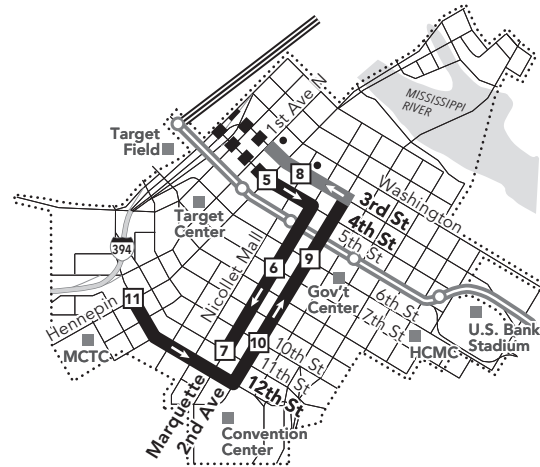 MISSISSIPPI
RIVER
1st Ave N
Target
Field
8
5
Washington
3rd St
4th St
Target
Center
5th St
394
Nicollet Mall
6
9
Gov't
Center
11
6th St
7th St
Hennepin
U.S. Bank
Stadium
MCTC
7
10
10th St
HCMC
11th St
12th St
Marquette
2nd Ave
Convention
Center